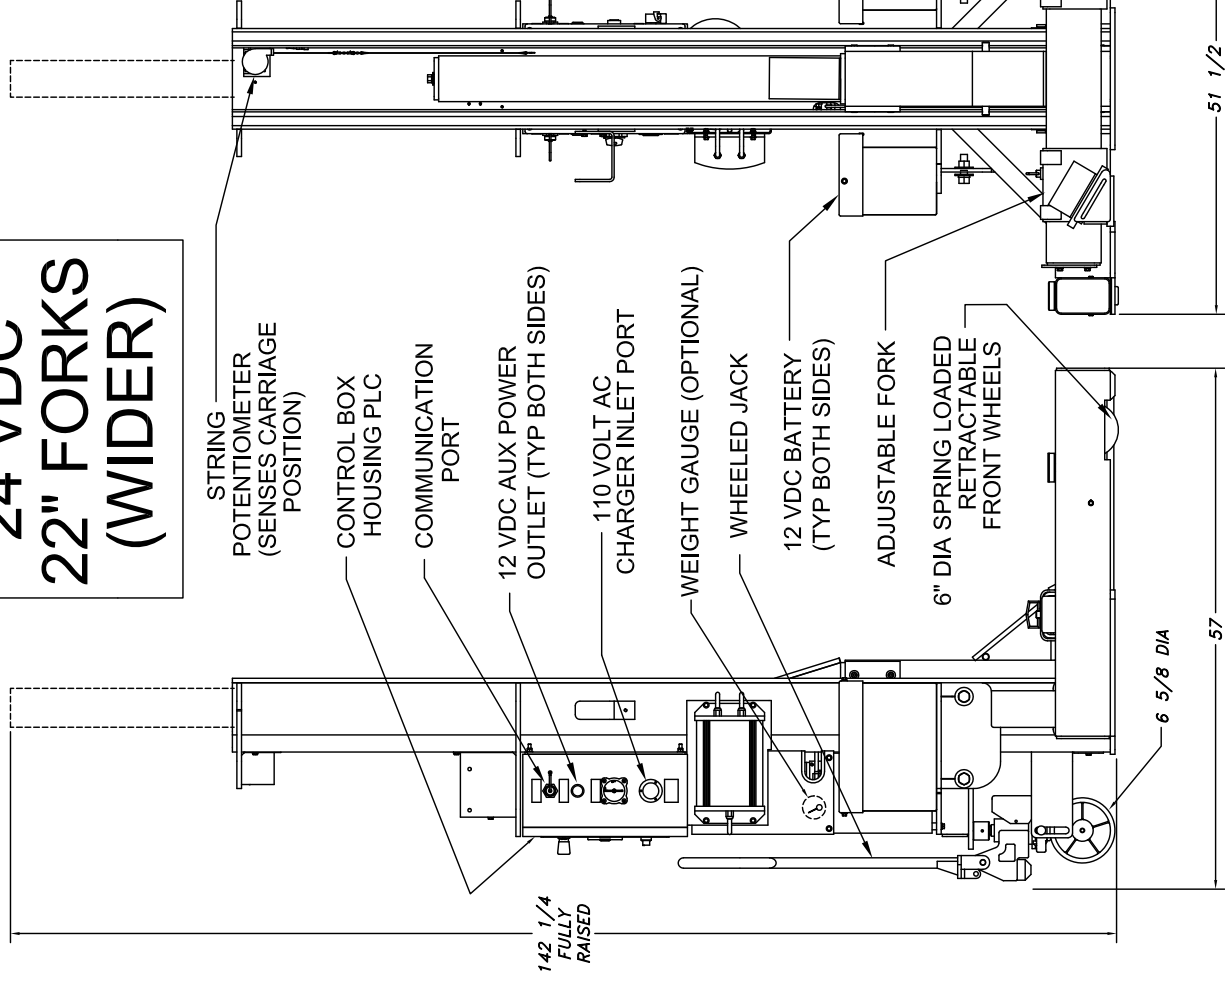 24 VDC
22" FORKS
(WIDER)
STRING
POTENTIOMETER
(SENSES CARRIAGE
POSITION)
CONTROL BOX
HOUSING PLC
COMMUNICATION
PORT
12 VDC AUX POWER
OUTLET (TYP BOTH SIDES)
110 VOLT AC
CHARGER INLET PORT
WEIGHT GAUGE (OPTIONAL)
WHEELED JACK
12 VDC BATTERY
(TYP BOTH SIDES)
ADJUSTABLE FORK
6" DIA SPRING LOADED
RETRACTABLE
FRONT WHEELS
142 1/4
FULLY
RAISED
6 5/8 DIA
57
51 1/2